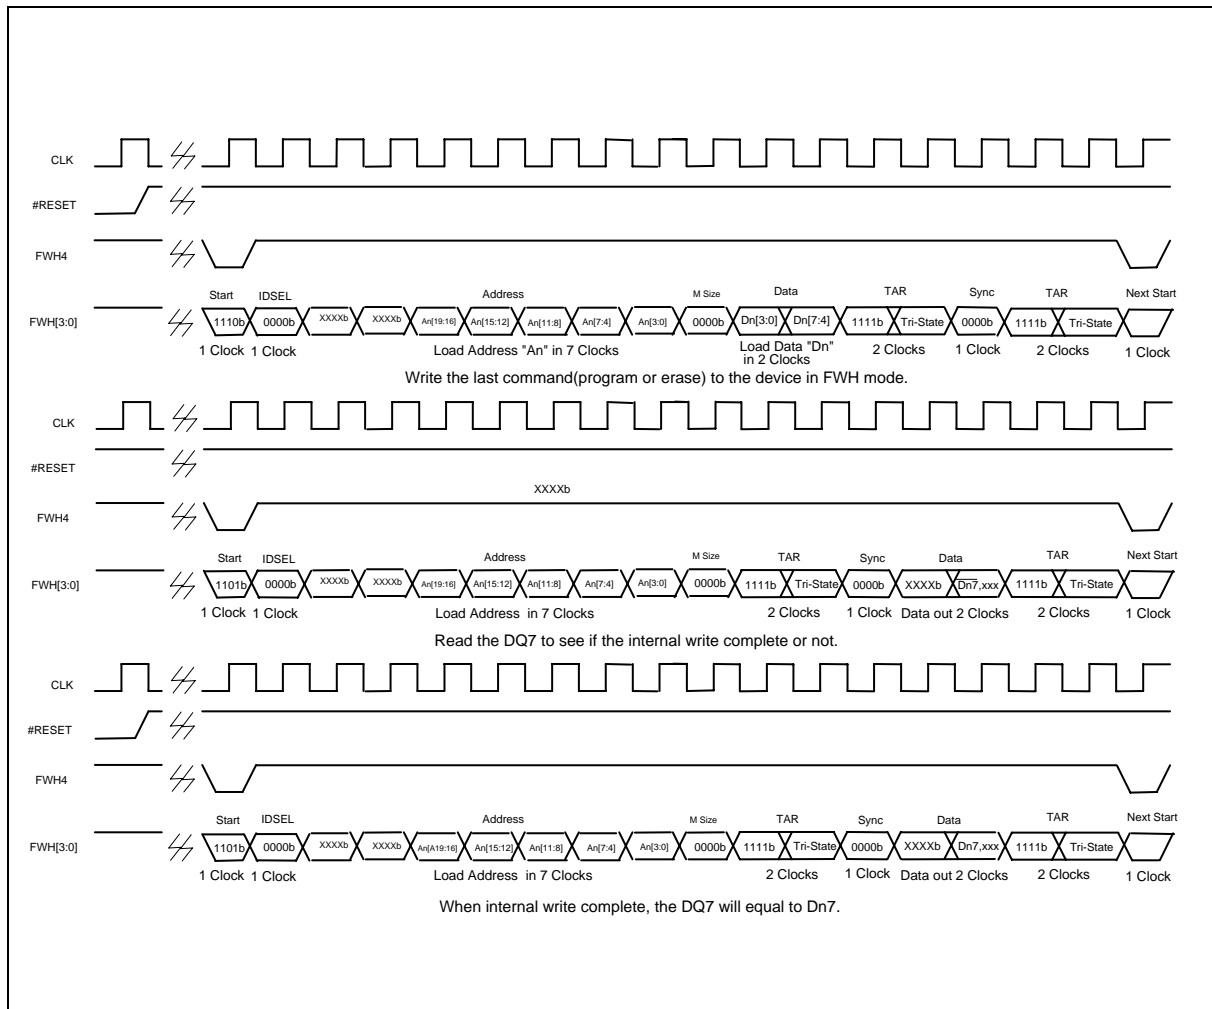 CLK
#RESET
FWH4
Start IDSEL Address M Size Data TAR Sync TAR Next Start
FWH[3:0] 1110b 0000b XXXXb XXXXb An[19:16] An[15:12] An[11:8] An[7:4] An[3:0] 0000b Dn[3:0] Dn[7:4] 1111b Tri-State 0000b 1111b Tri-State
1 Clock 1 Clock Load Address "An" in 7 Clocks Load Data "Dn" in 2 Clocks 2 Clocks 1 Clock 2 Clocks 1 Clock
Write the last command(program or erase) to the device in FWH mode.
CLK
#RESET
XXXXb
FWH4
Start IDSEL Address M Size TAR Sync Data TAR Next Start
FWH[3:0] 1101b 0000b XXXXb XXXXb An[19:16] An[15:12] An[11:8] An[7:4] An[3:0] 0000b 1111b Tri-State 0000b XXXXb D̅n̅7̅,xxx 1111b Tri-State
1 Clock 1 Clock Load Address in 7 Clocks 2 Clocks 1 Clock Data out 2 Clocks 2 Clocks 1 Clock
Read the DQ7 to see if the internal write complete or not.
CLK
#RESET
FWH4
Start IDSEL Address M Size TAR Sync Data TAR Next Start
FWH[3:0] 1101b 0000b XXXXb XXXXb An[A19:16] An[15:12] An[11:8] An[7:4] An[3:0] 0000b 1111b Tri-State 0000b XXXXb Dn7,xxx 1111b Tri-State
1 Clock 1 Clock Load Address in 7 Clocks 2 Clocks 1 Clock Data out 2 Clocks 2 Clocks 1 Clock
When internal write complete, the DQ7 will equal to Dn7.